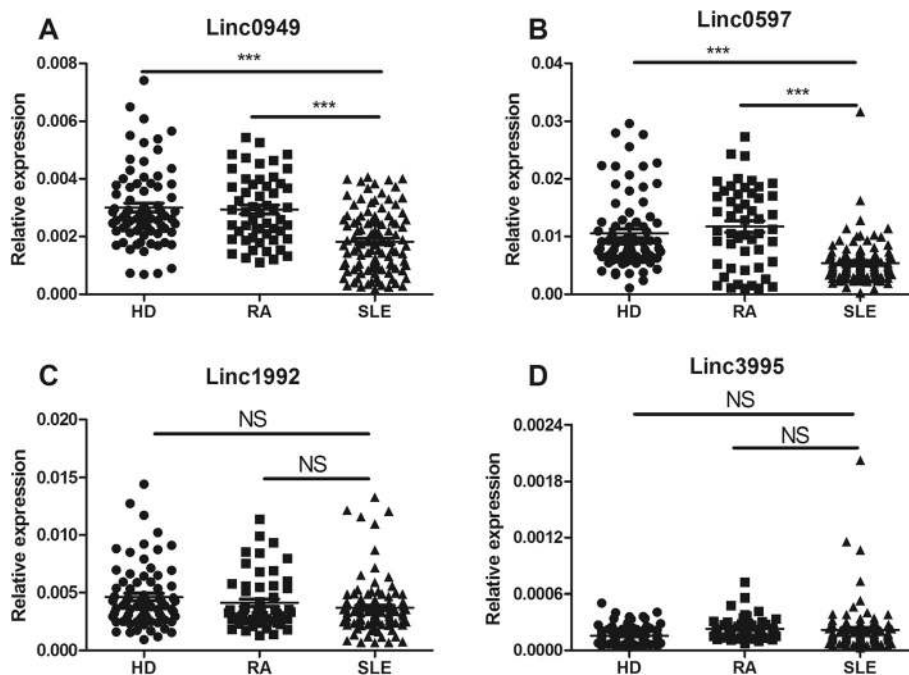 A
Linc0949
Relative expression
0.008
0.006
0.004
0.002
0.000
***
***
HD RA SLE
B
Linc0597
Relative expression
0.04
0.03
0.02
0.01
0.00
***
***
HD RA SLE
C
Linc1992
Relative expression
0.020
0.015
0.010
0.005
0.000
NS
NS
HD RA SLE
D
Linc3995
Relative expression
0.0024
0.0018
0.0012
0.0006
0.0000
NS
NS
HD RA SLE